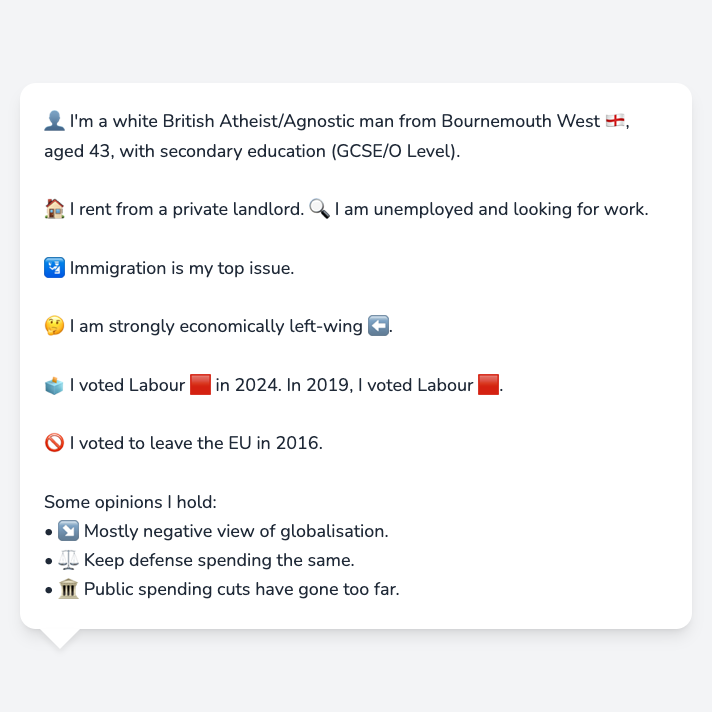 👤 I'm a white British Atheist/Agnostic man from Bournemouth West 🏴󠁧󠁢󠁥󠁮󠁧󠁿,
aged 43, with secondary education (GCSE/O Level).
🏠 I rent from a private landlord. 🔍 I am unemployed and looking for work.
🛂 Immigration is my top issue.
🤔 I am strongly economically left-wing ⬅️.
🗳️ I voted Labour 🟥 in 2024. In 2019, I voted Labour 🟥.
🚫 I voted to leave the EU in 2016.
Some opinions I hold:
• ↘️ Mostly negative view of globalisation.
• ⚖️ Keep defense spending the same.
• 🏛️ Public spending cuts have gone too far.